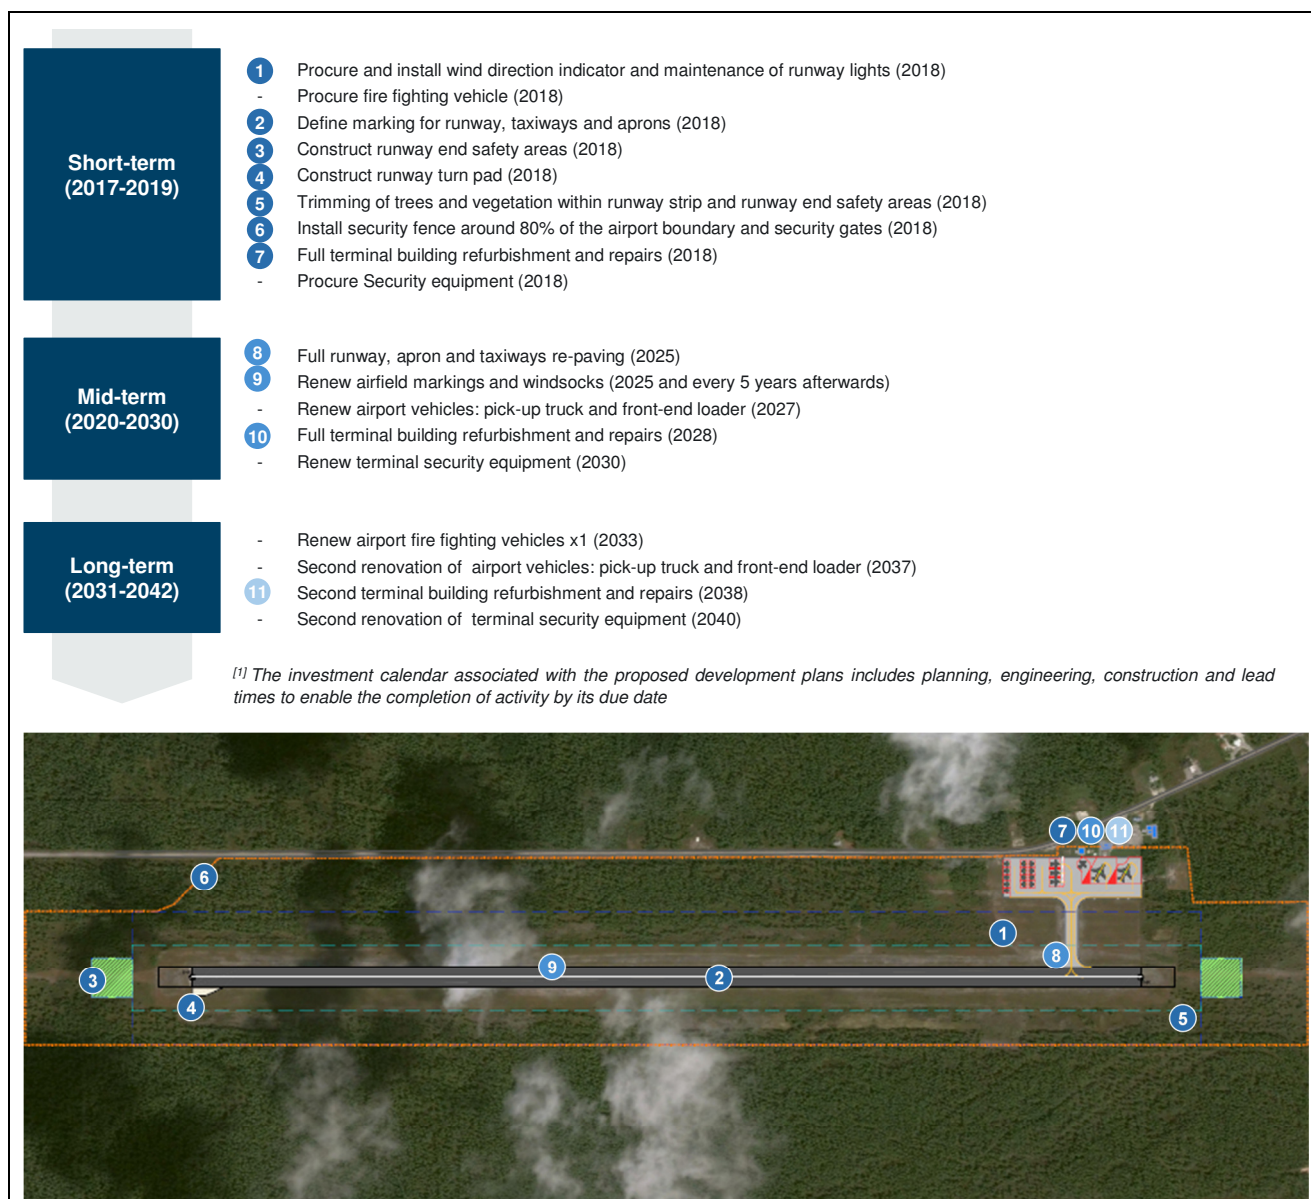 Short-term
(2017-2019)
1 Procure and install wind direction indicator and maintenance of runway lights (2018)
- Procure fire fighting vehicle (2018)
2 Define marking for runway, taxiways and aprons (2018)
3 Construct runway end safety areas (2018)
4 Construct runway turn pad (2018)
5 Trimming of trees and vegetation within runway strip and runway end safety areas (2018)
6 Install security fence around 80% of the airport boundary and security gates (2018)
7 Full terminal building refurbishment and repairs (2018)
- Procure Security equipment (2018)
Mid-term
(2020-2030)
8 Full runway, apron and taxiways re-paving (2025)
9 Renew airfield markings and windsocks (2025 and every 5 years afterwards)
- Renew airport vehicles: pick-up truck and front-end loader (2027)
10 Full terminal building refurbishment and repairs (2028)
- Renew terminal security equipment (2030)
Long-term
(2031-2042)
- Renew airport fire fighting vehicles x1 (2033)
- Second renovation of airport vehicles: pick-up truck and front-end loader (2037)
11 Second terminal building refurbishment and repairs (2038)
- Second renovation of terminal security equipment (2040)
[1] The investment calendar associated with the proposed development plans includes planning, engineering, construction and lead
times to enable the completion of activity by its due date
7 10 11
6
1
8
9
2
3
4
5